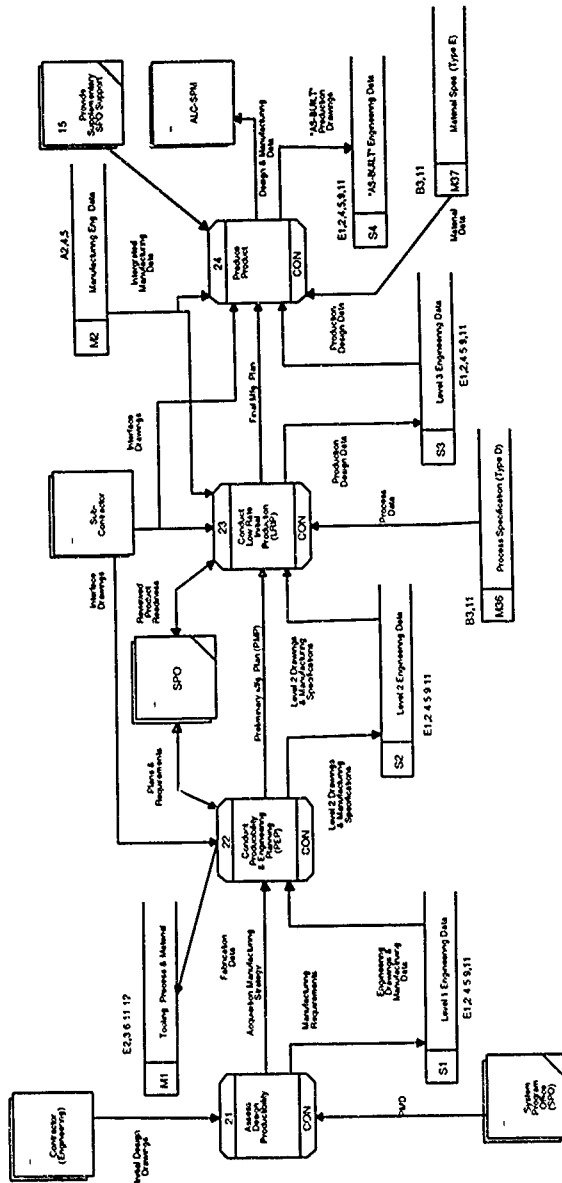 Contractor
(Engineering)
Initial Design
Drawings
21
Assess
Design
Producibility
CON
System
Program
Office
(SPO)
E2,3 6 11 12
M1
Tooling Process & Material
Fabrication
Data
Acquisition Manufacturing
Strategy
Manufacturing
Requirements
Engineering
Drawings &
Manufacturing
Data
S1
Level 1 Engineering Data
E1,2 4 5 9,11
Interface
Drawings
Plans &
Requirements
22
Conduct
Producibility
& Engineering
Planning
(PEP)
CON
SPO
Reviewed
Product
Readiness
Preliminary Mfg. Plan (PMP)
Level 2 Drawings
& Manufacturing
Specifications
Level 2 Drawings
& Manufacturing
Specifications
S2
Level 2 Engineering Data
E1,2 4 5 9 11
Sub-
Contractor
Interface
Drawings
23
Conduct
Low Rate
Initial
Production
(LRIP)
CON
Final Mfg. Plan
Production
Design Data
Process
Data
B3,11
M36
Process Specification (Type D)
A2,4,5
M2
Manufacturing Eng Data
Intergrated
Manufacturing
Data
15
Provide
Supplementary
SPO Support
24
Produce
Product
CON
ALC-SPM
Design &
Manufacturing
Data
Production
Design Data
S3
Level 3 Engineering Data
E1,2,4 5 9,11
"AS-BUILT"
Production
Drawings
E1,2,4,5,9,11
S4
"AS-BUILT" Engineering Data
B3,11
M37
Material Spec (Type E)
Material
Data